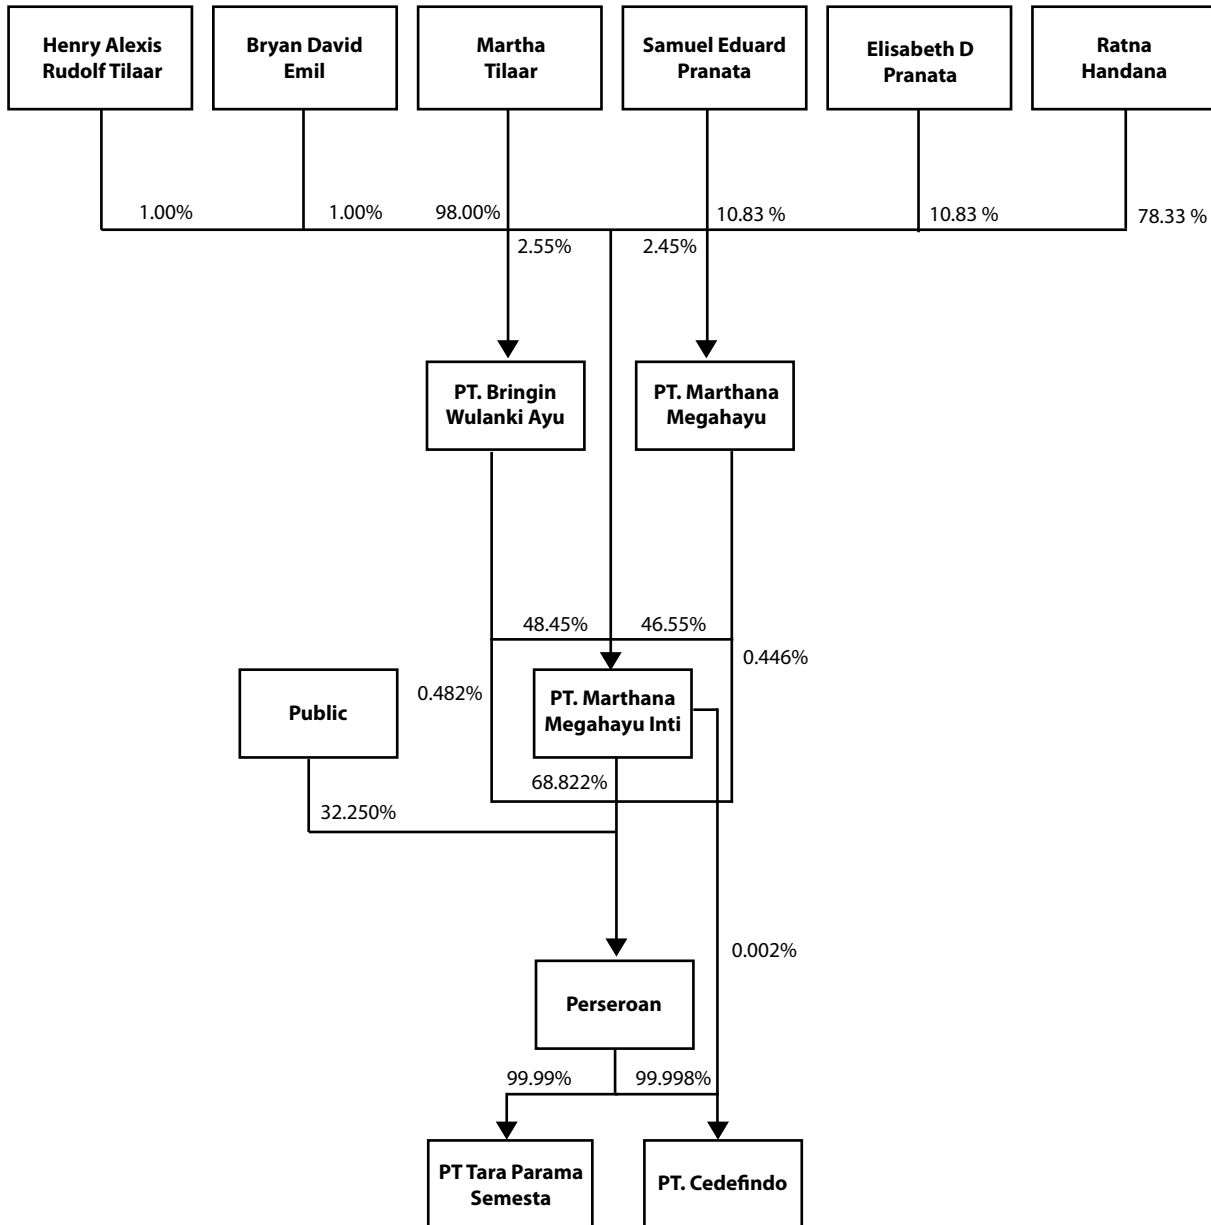 Henry Alexis
Rudolf Tilaar
Bryan David
Emil
Martha
Tilaar
Samuel Eduard
Pranata
Elisabeth D
Pranata
Ratna
Handana
1.00%
1.00%
98.00%
10.83 %
10.83 %
78.33 %
2.55%
2.45%
PT. Bringin
Wulanki Ayu
PT. Marthana
Megahayu
48.45%
46.55%
0.482%
0.446%
Public
PT. Marthana
Megahayu Inti
68.822%
32.250%
0.002%
Perseroan
99.99%
99.998%
PT Tara Parama
Semesta
PT. Cedefindo